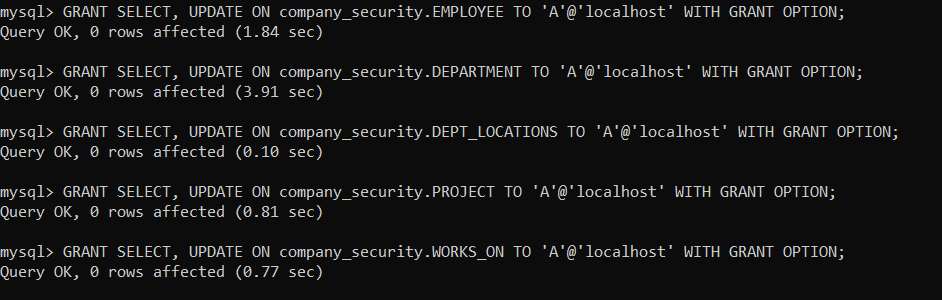 mysql> GRANT SELECT, UPDATE ON company_security.EMPLOYEE TO 'A'@'localhost' WITH GRANT OPTION;
Query OK, 0 rows affected (1.84 sec)
mysql> GRANT SELECT, UPDATE ON company_security.DEPARTMENT TO 'A'@'localhost' WITH GRANT OPTION;
Query OK, 0 rows affected (3.91 sec)
mysql> GRANT SELECT, UPDATE ON company_security.DEPT_LOCATIONS TO 'A'@'localhost' WITH GRANT OPTION;
Query OK, 0 rows affected (0.10 sec)
mysql> GRANT SELECT, UPDATE ON company_security.PROJECT TO 'A'@'localhost' WITH GRANT OPTION;
Query OK, 0 rows affected (0.81 sec)
mysql> GRANT SELECT, UPDATE ON company_security.WORKS_ON TO 'A'@'localhost' WITH GRANT OPTION;
Query OK, 0 rows affected (0.77 sec)